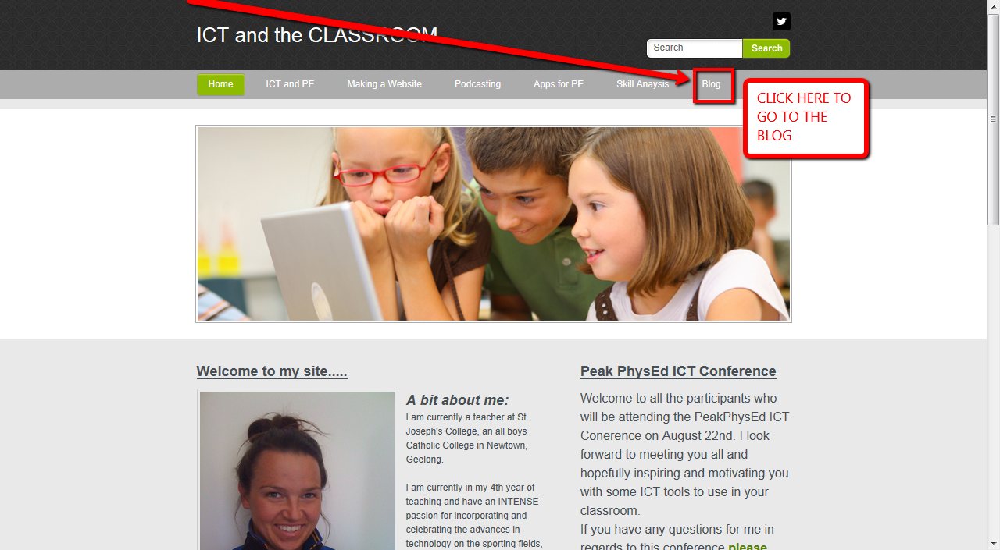 ICT and the CLASSROOM
Search Search
Home ICT and PE Making a Website Podcasting Apps for PE Skill Anaysis Blog
CLICK HERE TO
GO TO THE
BLOG
Welcome to my site.....
A bit about me:
I am currently a teacher at St.
Joseph's College, an all boys
Catholic College in Newtown,
Geelong.
I am currently in my 4th year of
teaching and have an INTENSE
passion for incorporating and
celebrating the advances in
technology on the sporting fields,
Peak PhysEd ICT Conference
Welcome to all the participants who
will be attending the PeakPhysEd ICT
Conerence on August 22nd. I look
forward to meeting you all and
hopefully inspiring and motivating you
with some ICT tools to use in your
classroom.
If you have any questions for me in
regards to this conference please